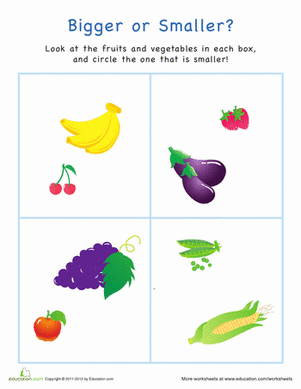 Bigger or Smaller?
Look at the fruits and vegetables in each box,
and circle the one that is smaller!
education.com
Copyright © 2011-2012 by Education.com
More worksheets at www.education.com/worksheets